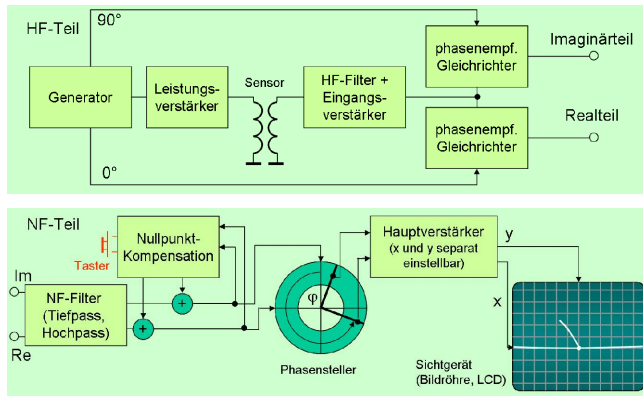 HF-Teil
90°
Imaginärteil
phasenempf.
Gleichrichter
Generator
Leistungs-
verstärker
Sensor
HF-Filter +
Eingangs-
verstärker
Realteil
phasenempf.
Gleichrichter
0°
NF-Teil
Nullpunkt-
Kompensation
Taster
Hauptverstärker
(x und y separat
einstellbar)
y
x
Im
NF-Filter
(Tiefpass,
Hochpass)
Re
+
+
φ
Phasensteller
Sichtgerät
(Bildröhre, LCD)